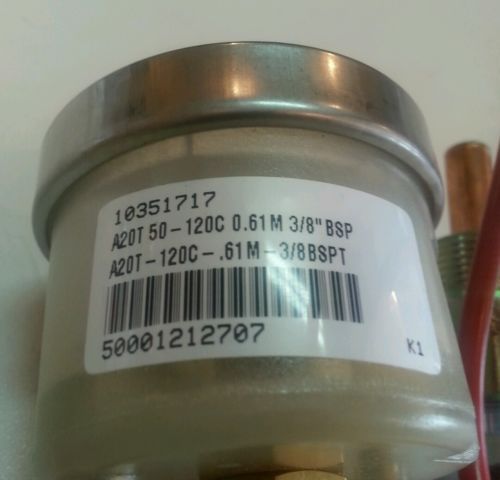 10351717
A20T 50-120C 0.61M 3/8" BSP
A20T-120C-.61M-3/8BSPT
50001212707
K1